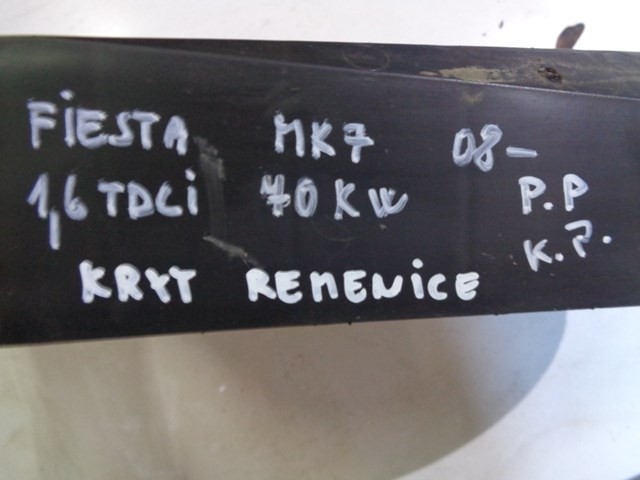 FiESTA MK7 08-
1,6 TDCi 70 KW P.P
K.P.
KRYT REMENiCE